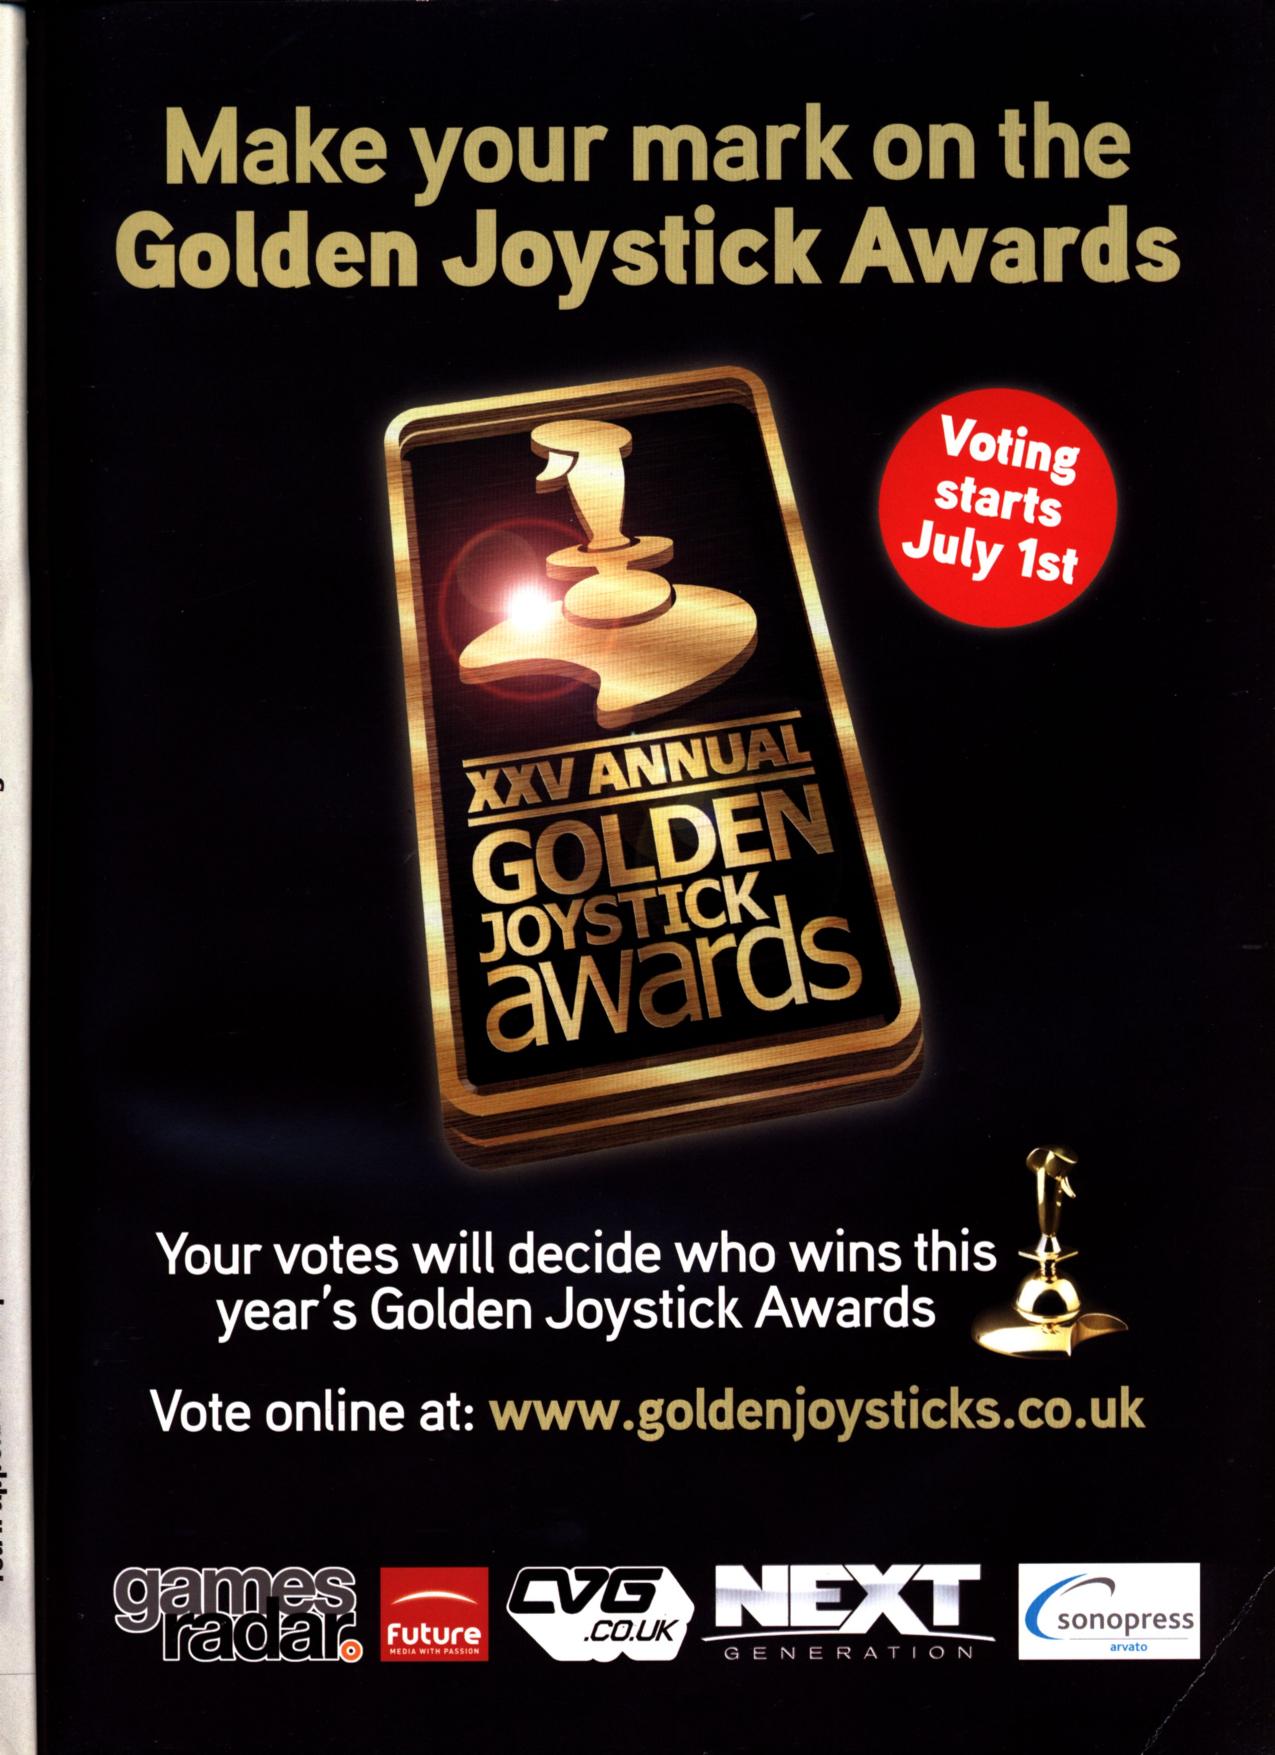 Make your mark on the
Golden Joystick Awards
Voting
starts
July 1st
XXV ANNUAL
GOLDEN
JOYSTICK
awards
Your votes will decide who wins this
year's Golden Joystick Awards
Vote online at: www.goldenjoysticks.co.uk
games
radar
Future
MEDIA WITH PASSION
CVG
.CO.UK
NEXT
GENERATION
sonopress
arvato